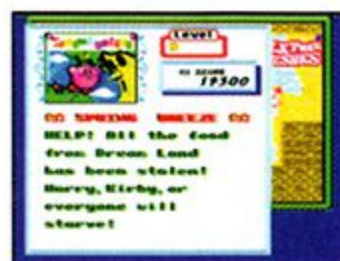 Level
HI SCORE
19500
SPRING BREEZE
HELP! All the food
from Dream Land
has been stolen!
Hurry, Kirby, or
everyone will
starve!